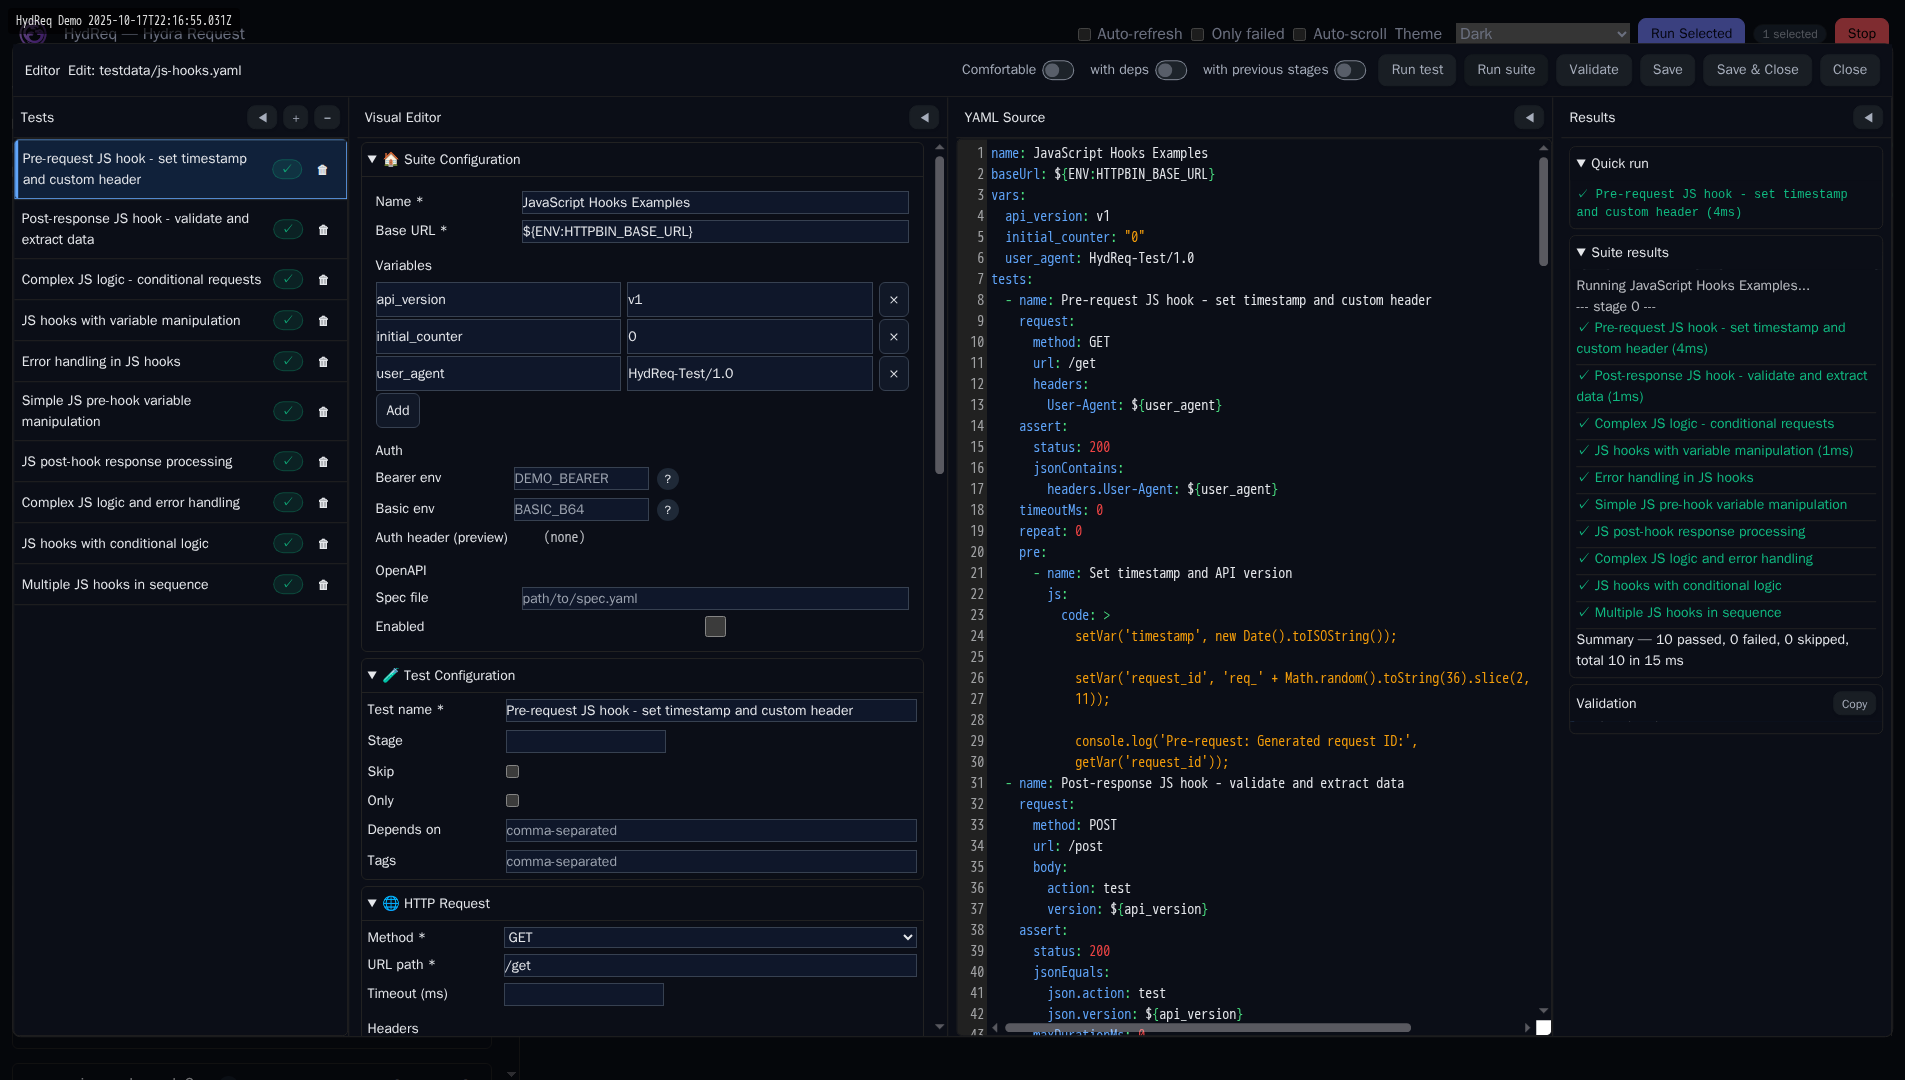 HydReq Demo 2025-10-17T22:16:55.031Z
HydReq — Hydra Request
Auto-refresh Only failed Auto-scroll Theme Dark Run Selected 1 selected Stop
Editor Edit: testdata/js-hooks.yaml
Comfortable with deps with previous stages Run test Run suite Validate Save Save & Close Close
Tests
Pre-request JS hook - set timestamp
and custom header
Post-response JS hook - validate and
extract data
Complex JS logic - conditional requests
JS hooks with variable manipulation
Error handling in JS hooks
Simple JS pre-hook variable
manipulation
JS post-hook response processing
Complex JS logic and error handling
JS hooks with conditional logic
Multiple JS hooks in sequence
Visual Editor
▼ 🏠 Suite Configuration
Name * JavaScript Hooks Examples
Base URL * ${ENV:HTTPBIN_BASE_URL}
Variables
api_version v1 ×
initial_counter 0 ×
user_agent HydReq-Test/1.0 ×
Add
Auth
Bearer env DEMO_BEARER ?
Basic env BASIC_B64 ?
Auth header (preview) (none)
OpenAPI
Spec file path/to/spec.yaml
Enabled
▼ 🧪 Test Configuration
Test name * Pre-request JS hook - set timestamp and custom header
Stage
Skip
Only
Depends on comma-separated
Tags comma-separated
▼ 🌐 HTTP Request
Method * GET
URL path * /get
Timeout (ms)
Headers
YAML Source
1 name: JavaScript Hooks Examples
2 baseUrl: ${ENV:HTTPBIN_BASE_URL}
3 vars:
4 api_version: v1
5 initial_counter: "0"
6 user_agent: HydReq-Test/1.0
7 tests:
8 - name: Pre-request JS hook - set timestamp and custom header
9 request:
10 method: GET
11 url: /get
12 headers:
13 User-Agent: ${user_agent}
14 assert:
15 status: 200
16 jsonContains:
17 headers.User-Agent: ${user_agent}
18 timeoutMs: 0
19 repeat: 0
20 pre:
21 - name: Set timestamp and API version
22 js:
23 code: >
24 setVar('timestamp', new Date().toISOString());
25
26 setVar('request_id', 'req_' + Math.random().toString(36).slice(2,
27 11));
28
29 console.log('Pre-request: Generated request ID:',
30 getVar('request_id'));
31 - name: Post-response JS hook - validate and extract data
32 request:
33 method: POST
34 url: /post
35 body:
36 action: test
37 version: ${api_version}
38 assert:
39 status: 200
40 jsonEquals:
41 json.action: test
42 json.version: ${api_version}
43 maxDurationMs: 0
Results
▼ Quick run
✓ Pre-request JS hook - set timestamp
and custom header (4ms)
▼ Suite results
Running JavaScript Hooks Examples...
--- stage 0 ---
✓ Pre-request JS hook - set timestamp and
custom header (4ms)
✓ Post-response JS hook - validate and extract
data (1ms)
✓ Complex JS logic - conditional requests
✓ JS hooks with variable manipulation (1ms)
✓ Error handling in JS hooks
✓ Simple JS pre-hook variable manipulation
✓ JS post-hook response processing
✓ Complex JS logic and error handling
✓ JS hooks with conditional logic
✓ Multiple JS hooks in sequence
Summary — 10 passed, 0 failed, 0 skipped,
total 10 in 15 ms
Validation Copy